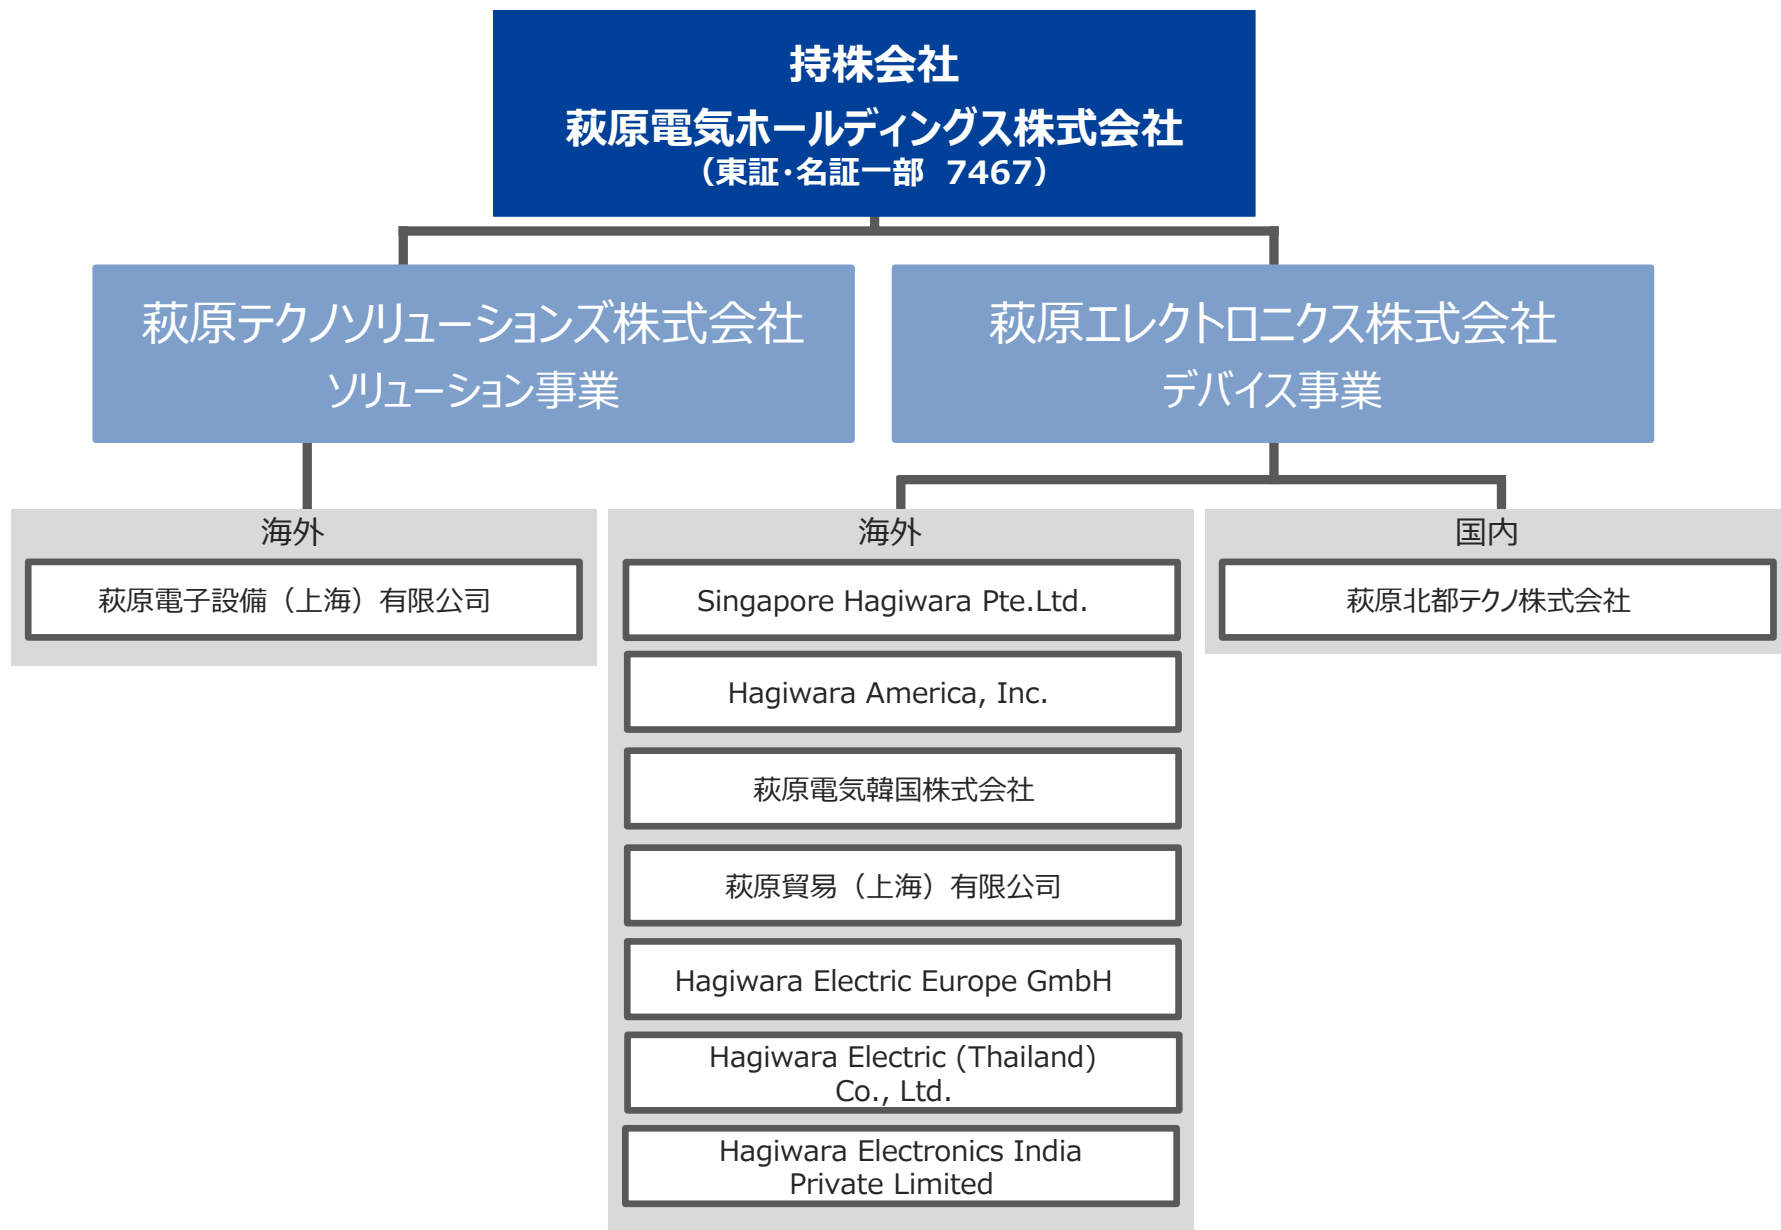 持株会社
萩原電気ホールディングス株式会社
（東証・名証一部 7467）
萩原テクノソリューションズ株式会社
ソリューション事業
萩原エレクトロニクス株式会社
デバイス事業
海外
萩原電子設備（上海）有限公司
海外
Singapore Hagiwara Pte.Ltd.
Hagiwara America, Inc.
萩原電気韓国株式会社
萩原貿易（上海）有限公司
Hagiwara Electric Europe GmbH
Hagiwara Electric (Thailand)
Co., Ltd.
Hagiwara Electronics India
Private Limited
国内
萩原北都テクノ株式会社